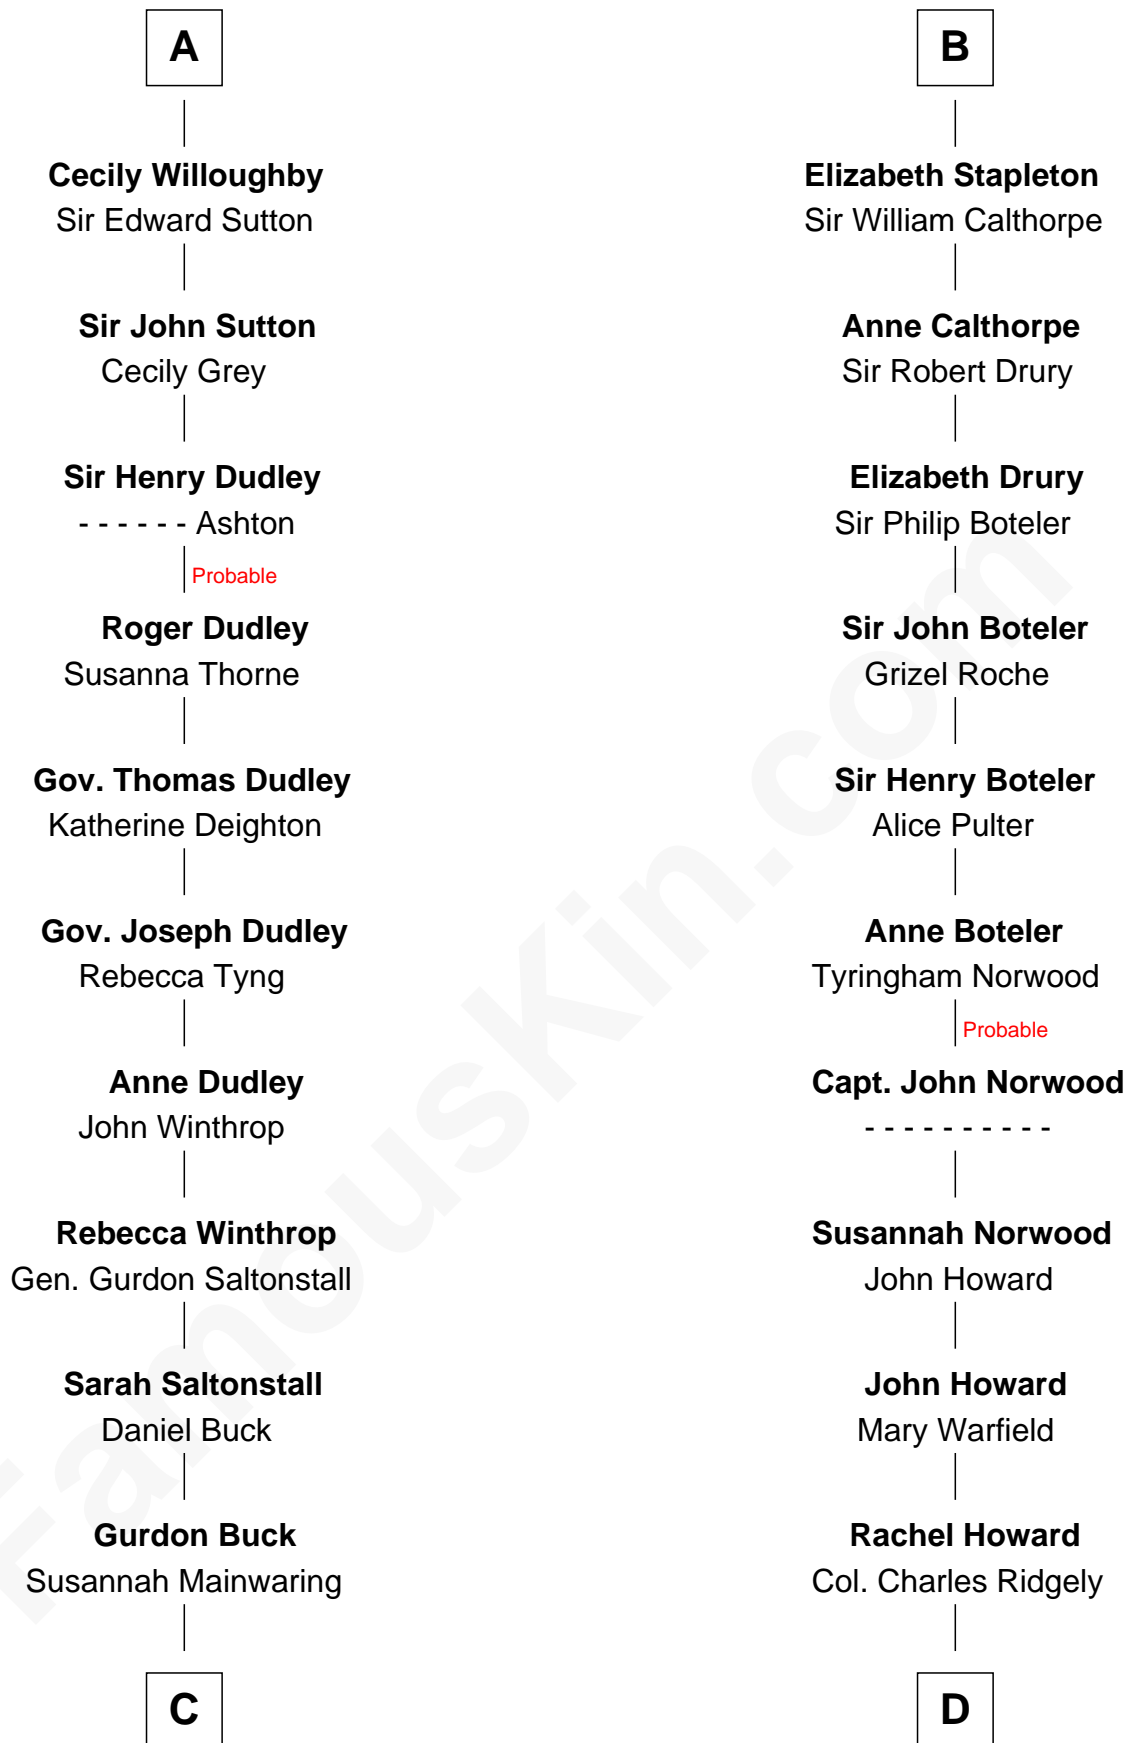 A
Cecily Willoughby
Sir Edward Sutton
Sir John Sutton
Cecily Grey
Sir Henry Dudley
- - - - - - Ashton
Probable
Roger Dudley
Susanna Thorne
Gov. Thomas Dudley
Katherine Deighton
Gov. Joseph Dudley
Rebecca Tyng
Anne Dudley
John Winthrop
Rebecca Winthrop
Gen. Gurdon Saltonstall
Sarah Saltonstall
Daniel Buck
Gurdon Buck
Susannah Mainwaring
C
B
Elizabeth Stapleton
Sir William Calthorpe
Anne Calthorpe
Sir Robert Drury
Elizabeth Drury
Sir Philip Boteler
Sir John Boteler
Grizel Roche
Sir Henry Boteler
Alice Pulter
Anne Boteler
Tyringham Norwood
Probable
Capt. John Norwood
- - - - - - - - - -
Susannah Norwood
John Howard
John Howard
Mary Warfield
Rachel Howard
Col. Charles Ridgely
D
FamousKin.com